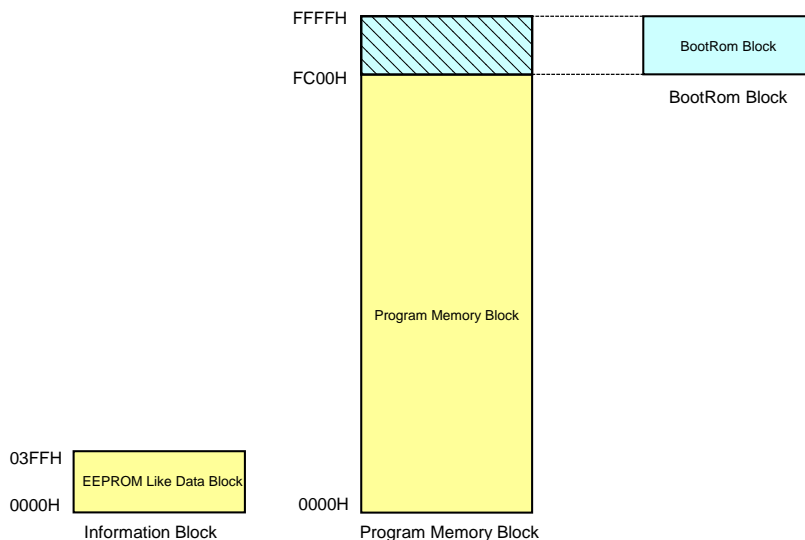 FFFFH
BootRom Block
FC00H
BootRom Block
Program Memory Block
03FFH
EEPROM Like Data Block
0000H
0000H
Information Block
Program Memory Block